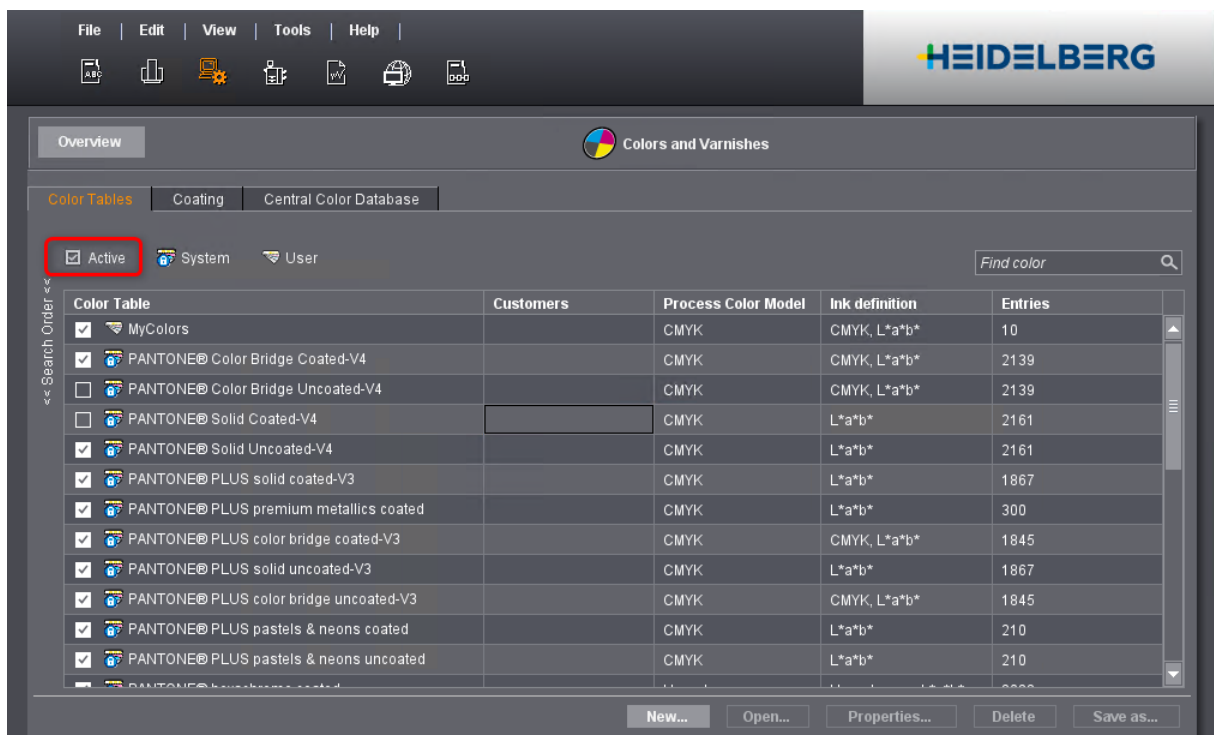 File | Edit | View | Tools | Help |
ABC
HEIDELBERG
Overview
Colors and Varnishes
Color Tables Coating Central Color Database
Active System User Find color
<< Search Order <<
Color Table Customers Process Color Model Ink definition Entries
MyColors CMYK CMYK, L*a*b* 10
PANTONE® Color Bridge Coated-V4 CMYK CMYK, L*a*b* 2139
PANTONE® Color Bridge Uncoated-V4 CMYK CMYK, L*a*b* 2139
PANTONE® Solid Coated-V4 CMYK L*a*b* 2161
PANTONE® Solid Uncoated-V4 CMYK L*a*b* 2161
PANTONE® PLUS solid coated-V3 CMYK L*a*b* 1867
PANTONE® PLUS premium metallics coated CMYK L*a*b* 300
PANTONE® PLUS color bridge coated-V3 CMYK CMYK, L*a*b* 1845
PANTONE® PLUS solid uncoated-V3 CMYK L*a*b* 1867
PANTONE® PLUS color bridge uncoated-V3 CMYK CMYK, L*a*b* 1845
PANTONE® PLUS pastels & neons coated CMYK L*a*b* 210
PANTONE® PLUS pastels & neons uncoated CMYK L*a*b* 210
New... Open... Properties... Delete Save as...